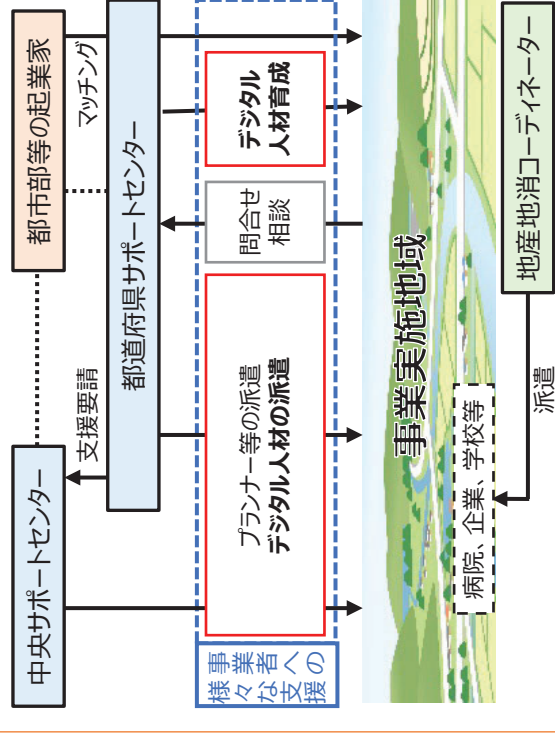 中央サポートセンター
都市部等の起業家
支援要請
マッチング
都道府県サポートセンター
様々な
事業者への
支援
プランナー等の派遣
デジタル人材の派遣
問合せ
相談
デジタル
人材育成
事業実施地域
病院、企業、学校等
派遣
地産地消コーディネーター